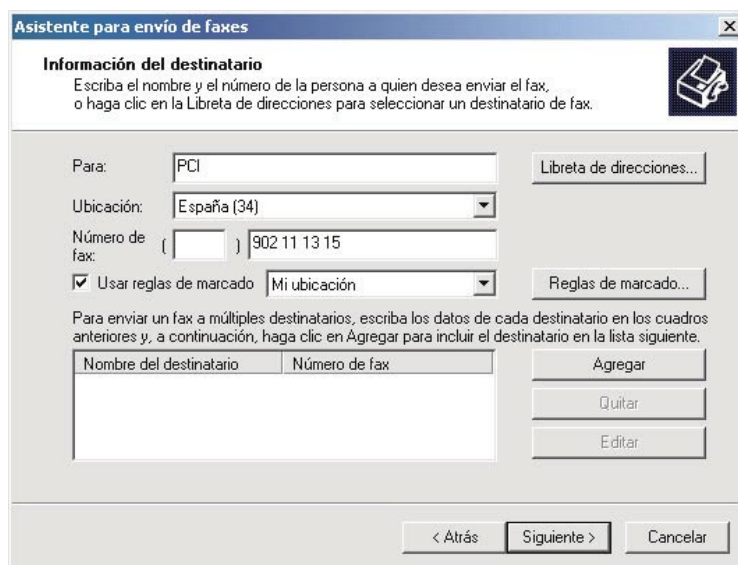 Asistente para envío de faxes
Información del destinatario
Escriba el nombre y el número de la persona a quien desea enviar el fax,
o haga clic en la Libreta de direcciones para seleccionar un destinatario de fax.
Para: PCI Libreta de direcciones...
Ubicación: España (34)
Número de fax: ( ) 902 11 13 15
Usar reglas de marcado Mi ubicación Reglas de marcado...
Para enviar un fax a múltiples destinatarios, escriba los datos de cada destinatario en los cuadros
anteriores y, a continuación, haga clic en Agregar para incluir el destinatario en la lista siguiente.
Nombre del destinatario Número de fax Agregar
Quitar
Editar
< Atrás Siguiente > Cancelar